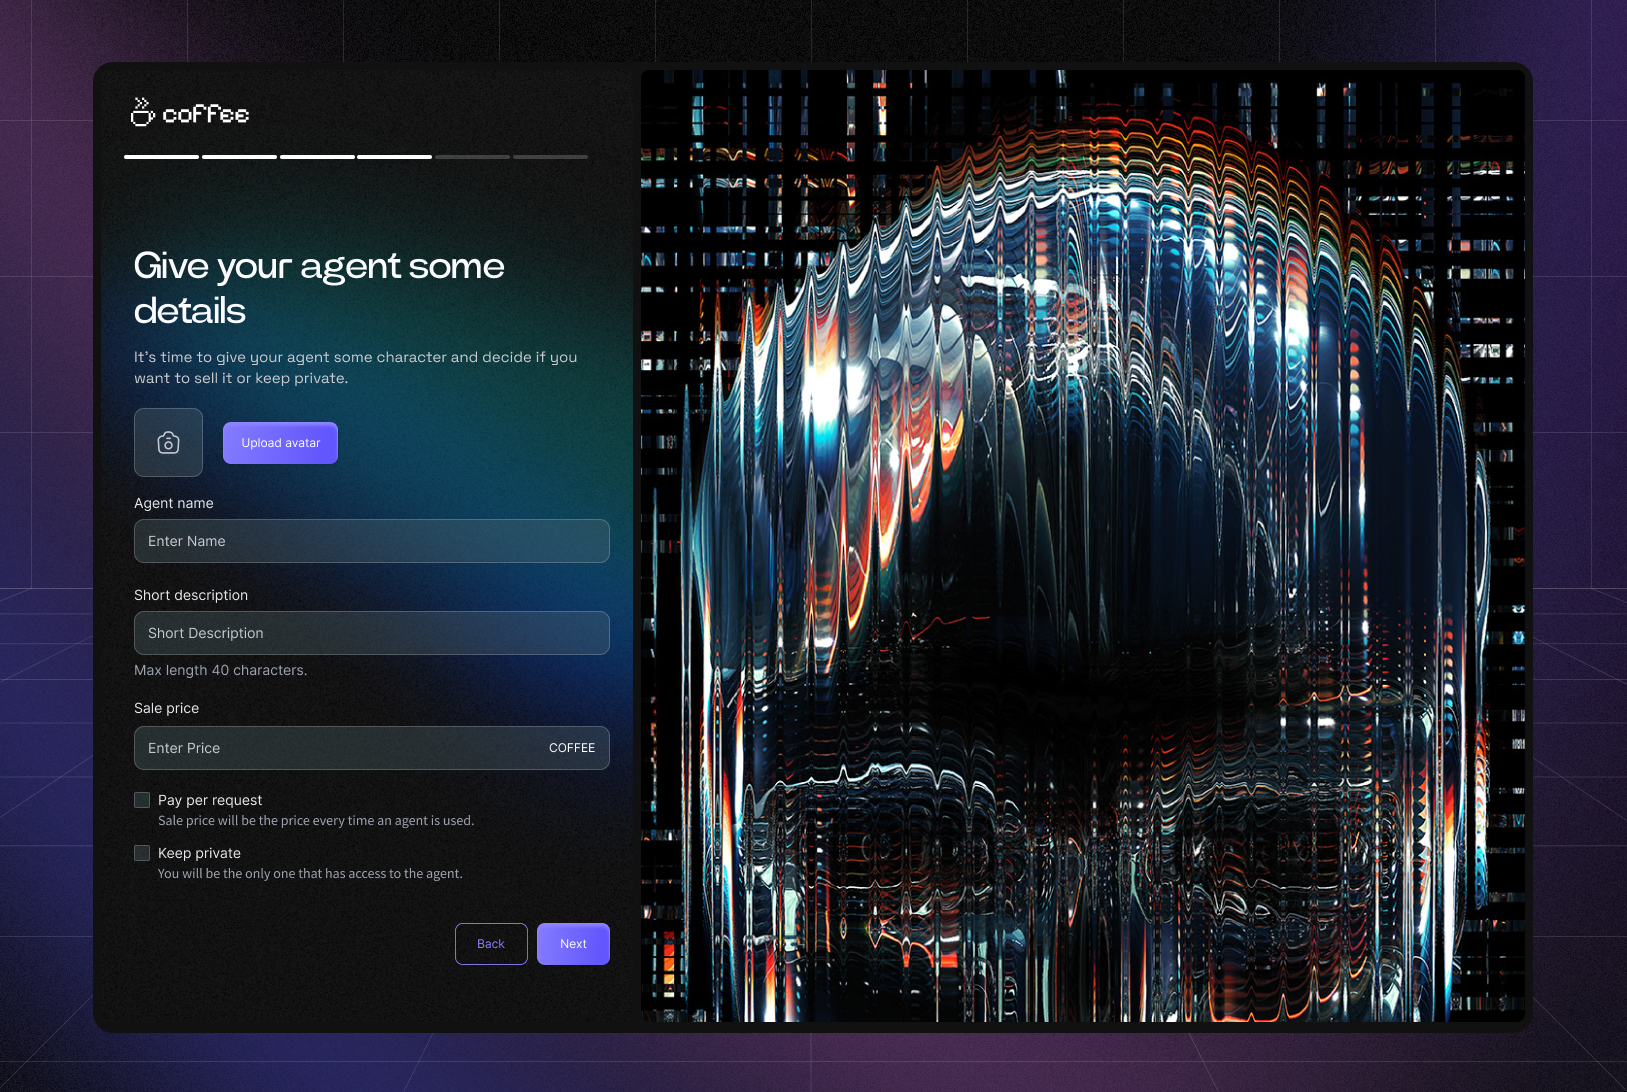 coffee
Give your agent some
details
It's time to give your agent some character and decide if you
want to sell it or keep private.
Upload avatar
Agent name
Enter Name
Short description
Short Description
Max length 40 characters.
Sale price
Enter Price COFFEE
Pay per request
Sale price will be the price every time an agent is used.
Keep private
You will be the only one that has access to the agent.
Back Next